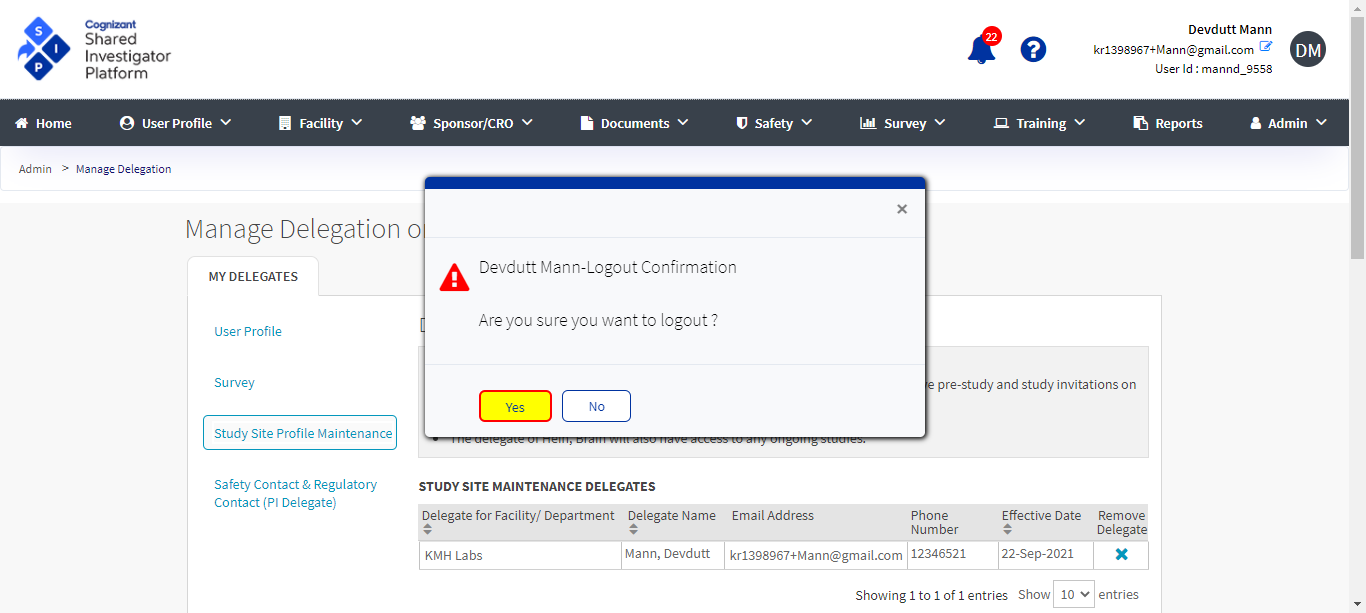 Cognizant
Shared
Investigator
Platform
S
I
P
22
Devdutt Mann
kr1398967+Mann@gmail.com
User Id : mannd_9558
DM
Home
User Profile
Facility
Sponsor/CRO
Documents
Safety
Survey
Training
Reports
Admin
Admin > Manage Delegation
Manage Delegation
×
Devdutt Mann-Logout Confirmation
Are you sure you want to logout ?
Yes
No
MY DELEGATES
User Profile
Survey
Study Site Profile Maintenance
Safety Contact & Regulatory
Contact (PI Delegate)
pre-study and study invitations on
The delegate of Hein, Brain will also have access to any ongoing studies.
STUDY SITE MAINTENANCE DELEGATES
Delegate for Facility/ Department Delegate Name Email Address Phone Number Effective Date Remove Delegate
KMH Labs Mann, Devdutt kr1398967+Mann@gmail.com 12346521 22-Sep-2021
Showing 1 to 1 of 1 entries Show 10 entries